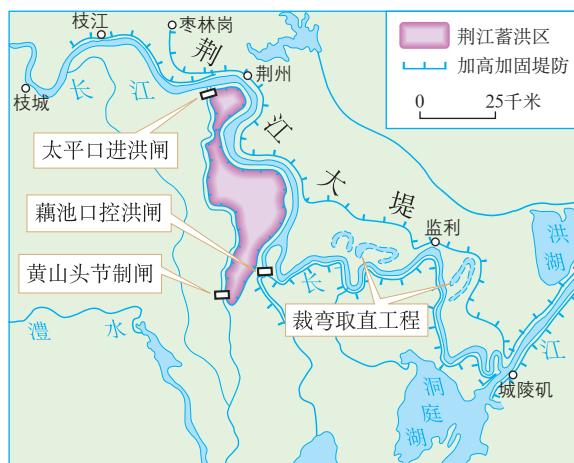 枝江
枣林岗
荆
荆州
江
大
堤
枝城
长
江
荆江蓄洪区
加高加固堤防
0
25千米
太平口进洪闸
藕池口控洪闸
黄山头节制闸
监利
洪
湖
长
裁弯取直工程
江
澧
水
城陵矶
洞
庭
湖